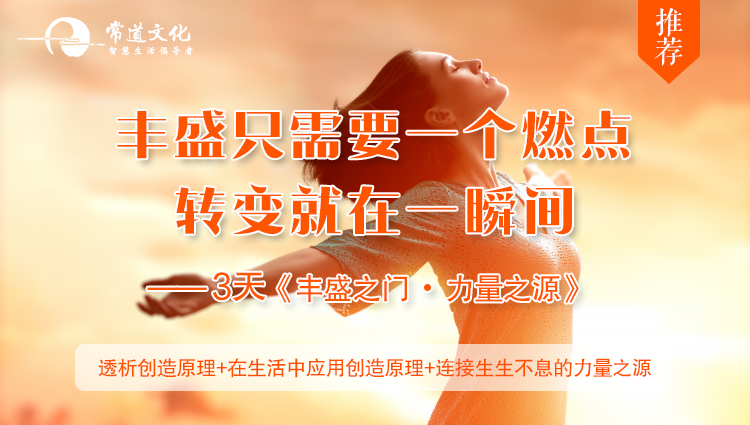 常道文化
智慧生活倡导者
推荐
丰盛只需要一个燃点
转变就在一瞬间
——3天《丰盛之门·力量之源》
透析创造原理+在生活中应用创造原理+连接生生不息的力量之源